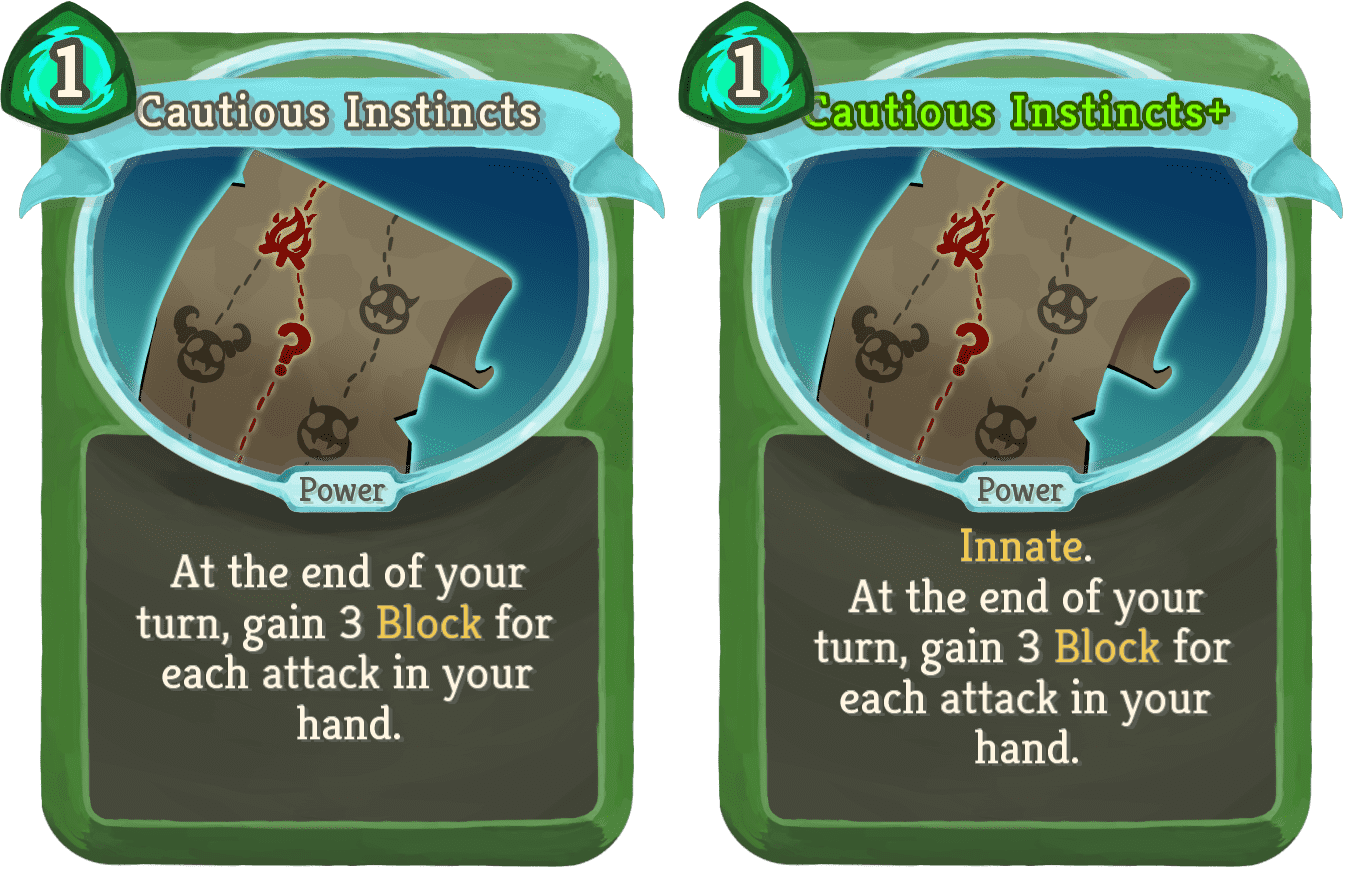 1
Cautious Instincts
?
Power
At the end of your
turn, gain 3 Block for
each attack in your
hand.
1
Cautious Instincts+
?
Power
Innate.
At the end of your
turn, gain 3 Block for
each attack in your
hand.